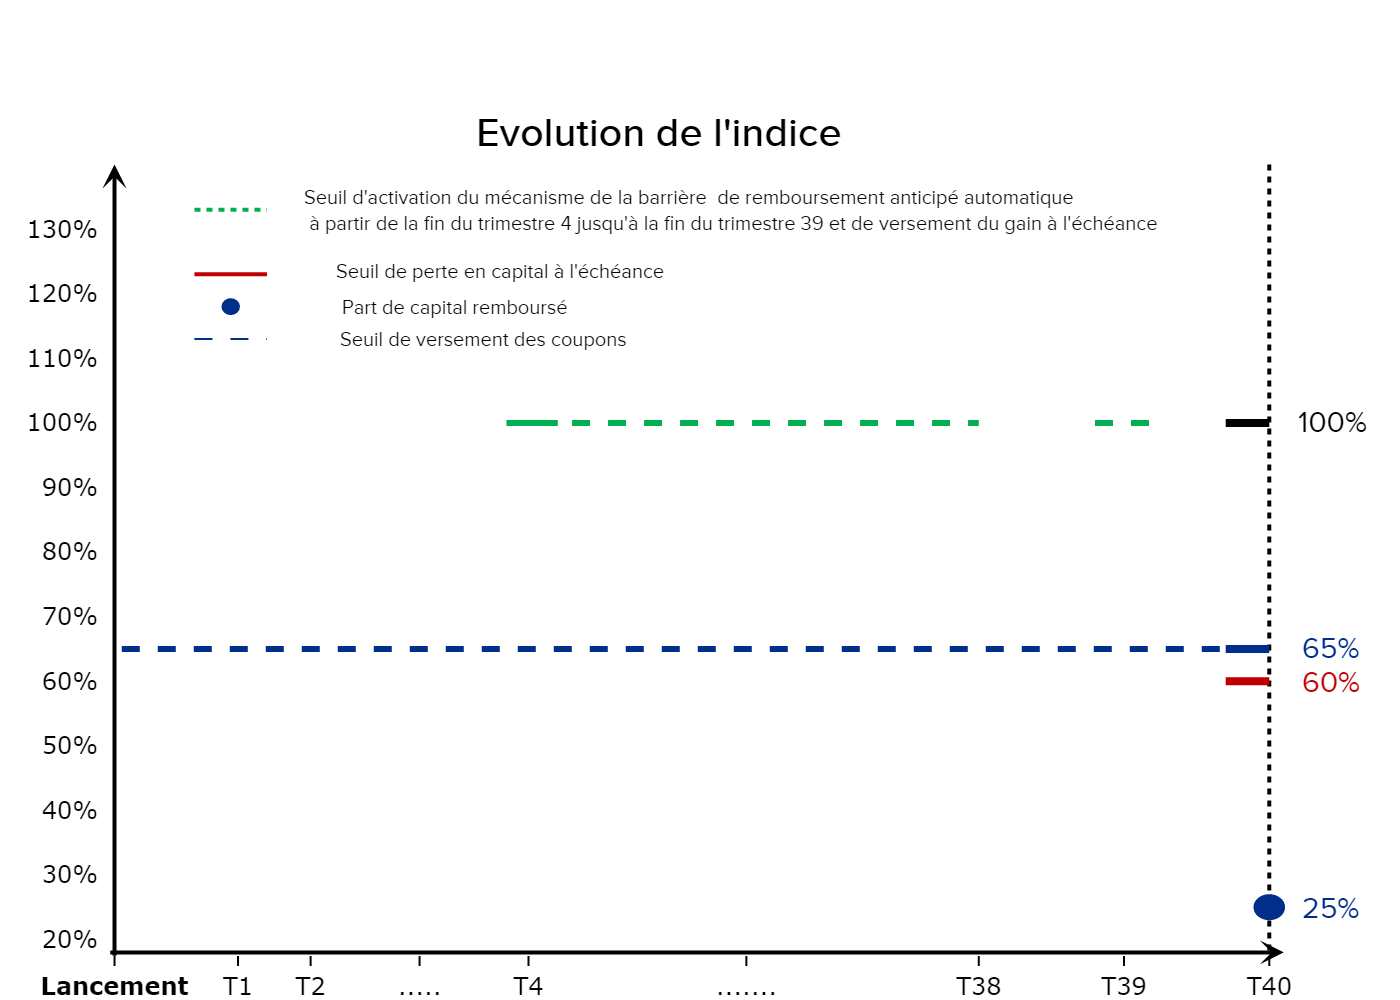 Evolution de l'indice
Seuil d'activation du mécanisme de la barrière  de remboursement anticipé automatique
à partir de la fin du trimestre 4 jusqu'à la fin du trimestre 39 et de versement du gain à l'échéance
130%
Seuil de perte en capital à l'échéance
120%
Part de capital remboursé
Seuil de versement des coupons
110%
100% 100%
90%
80%
70%
65%
60% 60%
50%
40%
30%
25%
20%
Lancement T1 T2 ..... T4 ....... T38 T39 T40